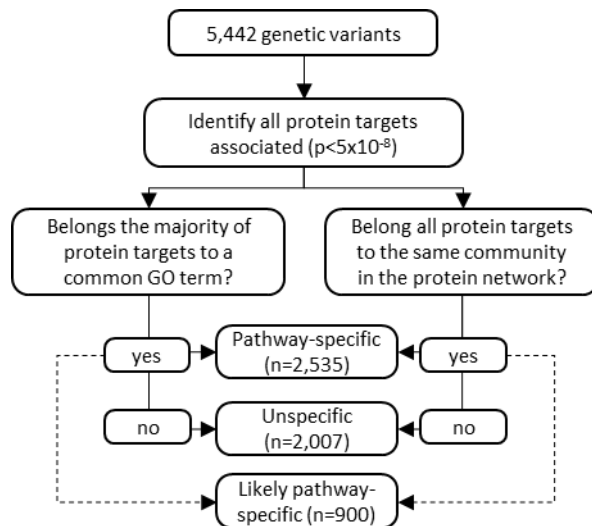 5,442 genetic variants
Identify all protein targets
associated (p<5x10⁻⁸)
Belongs the majority of
protein targets to a
common GO term?
Belong all protein targets
to the same community
in the protein network?
yes
Pathway-specific
(n=2,535)
yes
no
Unspecific
(n=2,007)
no
Likely pathway-
specific (n=900)